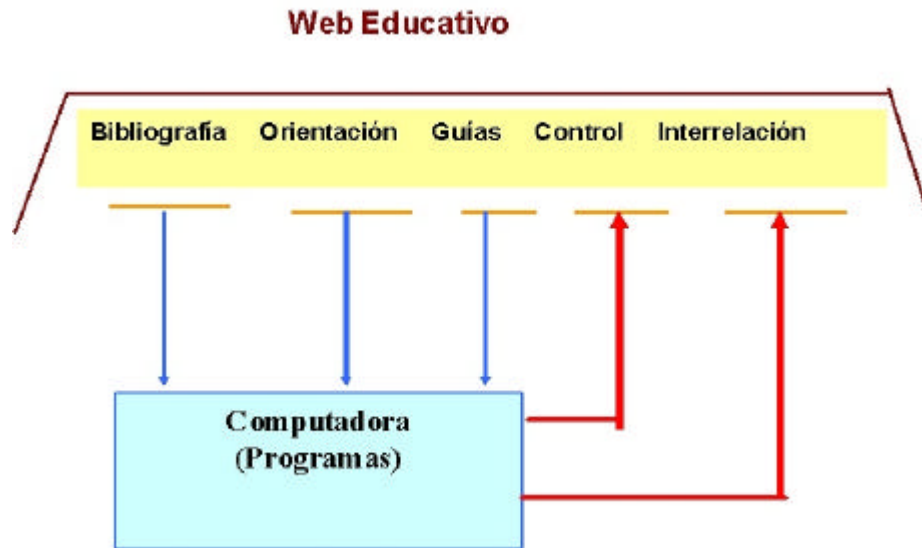 Web Educativo
Bibliografía Orientación Guías Control Interrelación
Computadora
(Programas)